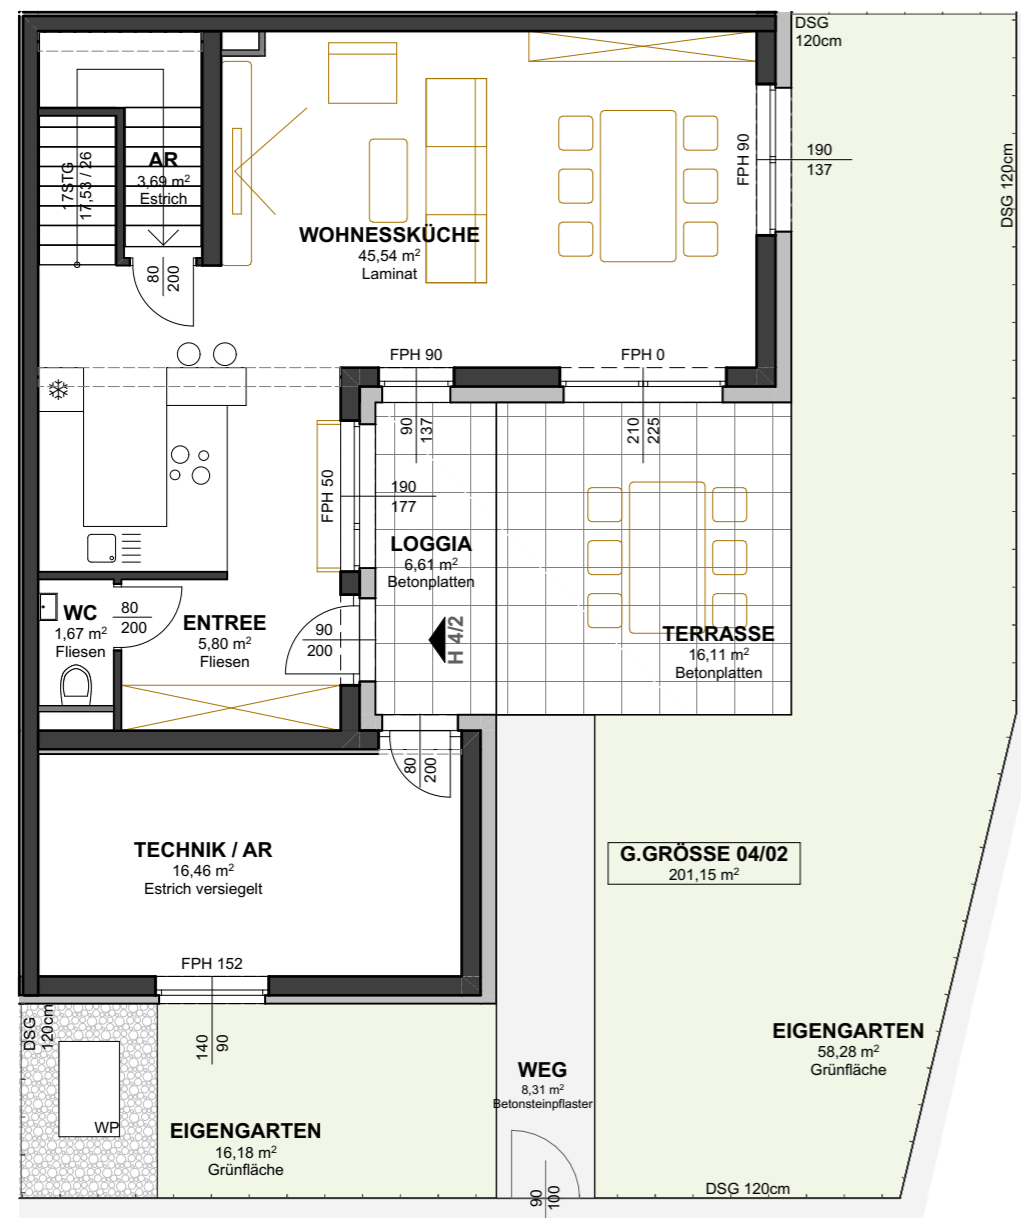 DSG
120cm
DSG 120cm
AR
3,69 m²
Estrich
17STG
17,53 / 26
80
200
WOHNESSKÜCHE
45,54 m²
Laminat
FPH 90
190
137
FPH 90
90
137
FPH 0
210
225
FPH 50
190
177
LOGGIA
6,61 m²
Betonplatten
H 4/2
TERRASSE
16,11 m²
Betonplatten
WC
1,67 m²
Fliesen
80
200
ENTREE
5,80 m²
Fliesen
90
200
80
200
TECHNIK / AR
16,46 m²
Estrich versiegelt
FPH 152
140
90
G.GRÖSSE 04/02
201,15 m²
DSG
120cm
WP
EIGENGARTEN
16,18 m²
Grünfläche
WEG
8,31 m²
Betonsteinpflaster
90
100
EIGENGARTEN
58,28 m²
Grünfläche
DSG 120cm